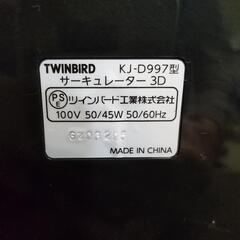 TWINBIRD KJ-D997型
サーキュレーター 3D
PS
E
ツインバード工業株式会社
100V 50/45W 50/60Hz
MADE IN CHINA